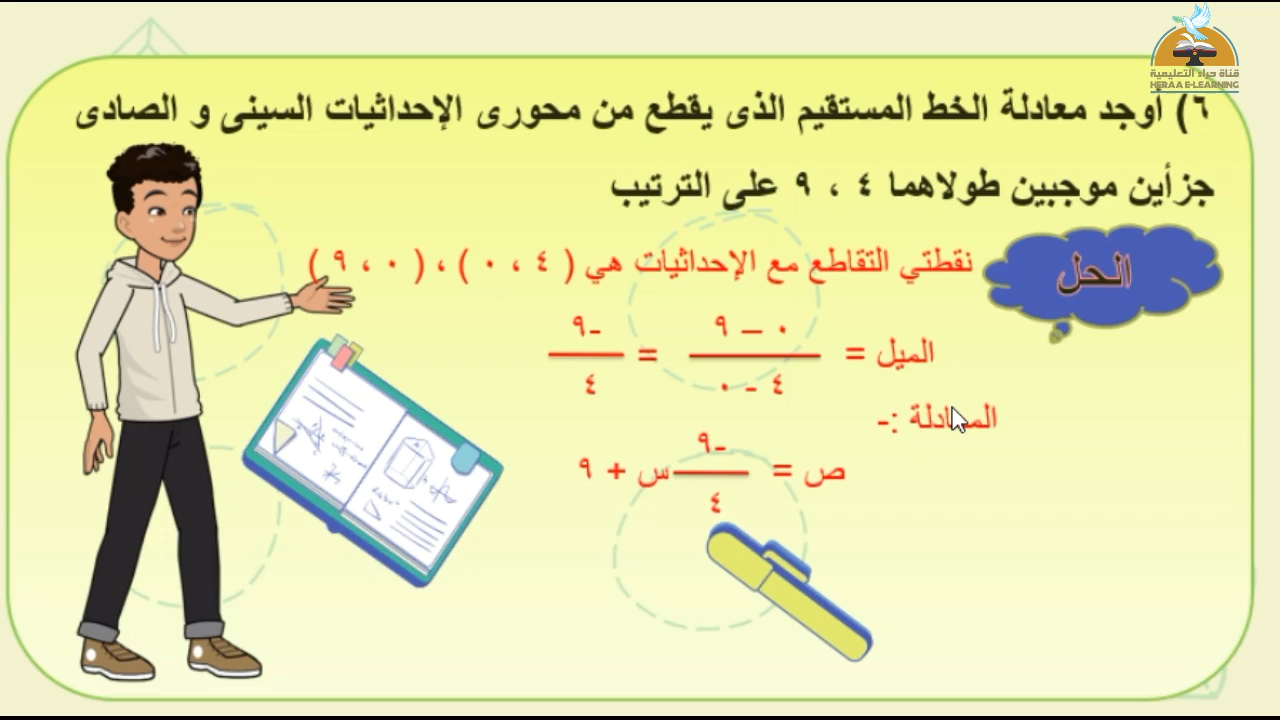 قناة حراء التعليمية
HERAA E-LEARNING
٦) أوجد معادلة الخط المستقيم الذى يقطع من محورى الإحداثيات السينى و الصادى
جزأين موجبين طولاهما ٤ ، ٩ على الترتيب
الحل
نقطتي التقاطع مع الإحداثيات هي ( ٤ ، ٠ ) ، ( ٠ ، ٩ )
الميل = (٠ – ٩) / (٤ - ٠) = -٩ / ٤
المعادلة :-
ص = -٩ / ٤ س + ٩